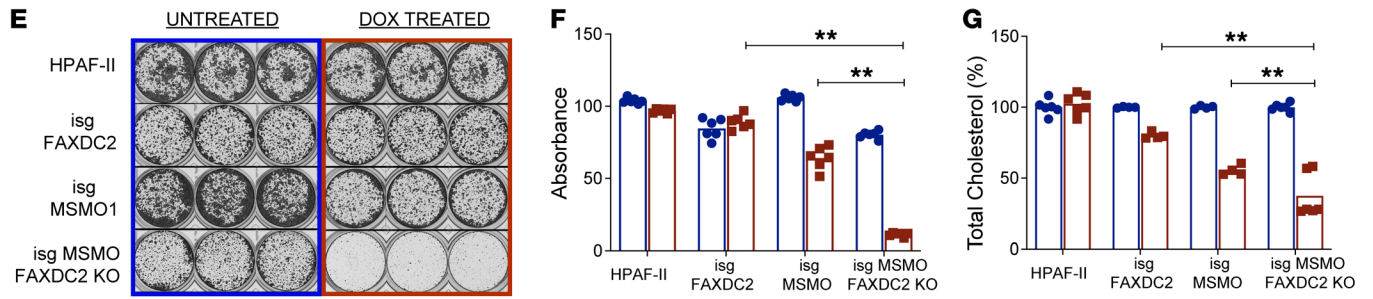 E
UNTREATED
DOX TREATED
HPAF-II
isg
FAXDC2
isg
MSMO1
isg MSMO
FAXDC2 KO
F
Absorbance
150
100
50
0
**
**
HPAF-II
isg
FAXDC2
isg
MSMO
isg MSMO
FAXDC2 KO
G
Total Cholesterol (%)
150
100
50
0
**
**
HPAF-II
isg
FAXDC2
isg
MSMO
isg MSMO
FAXDC2 KO